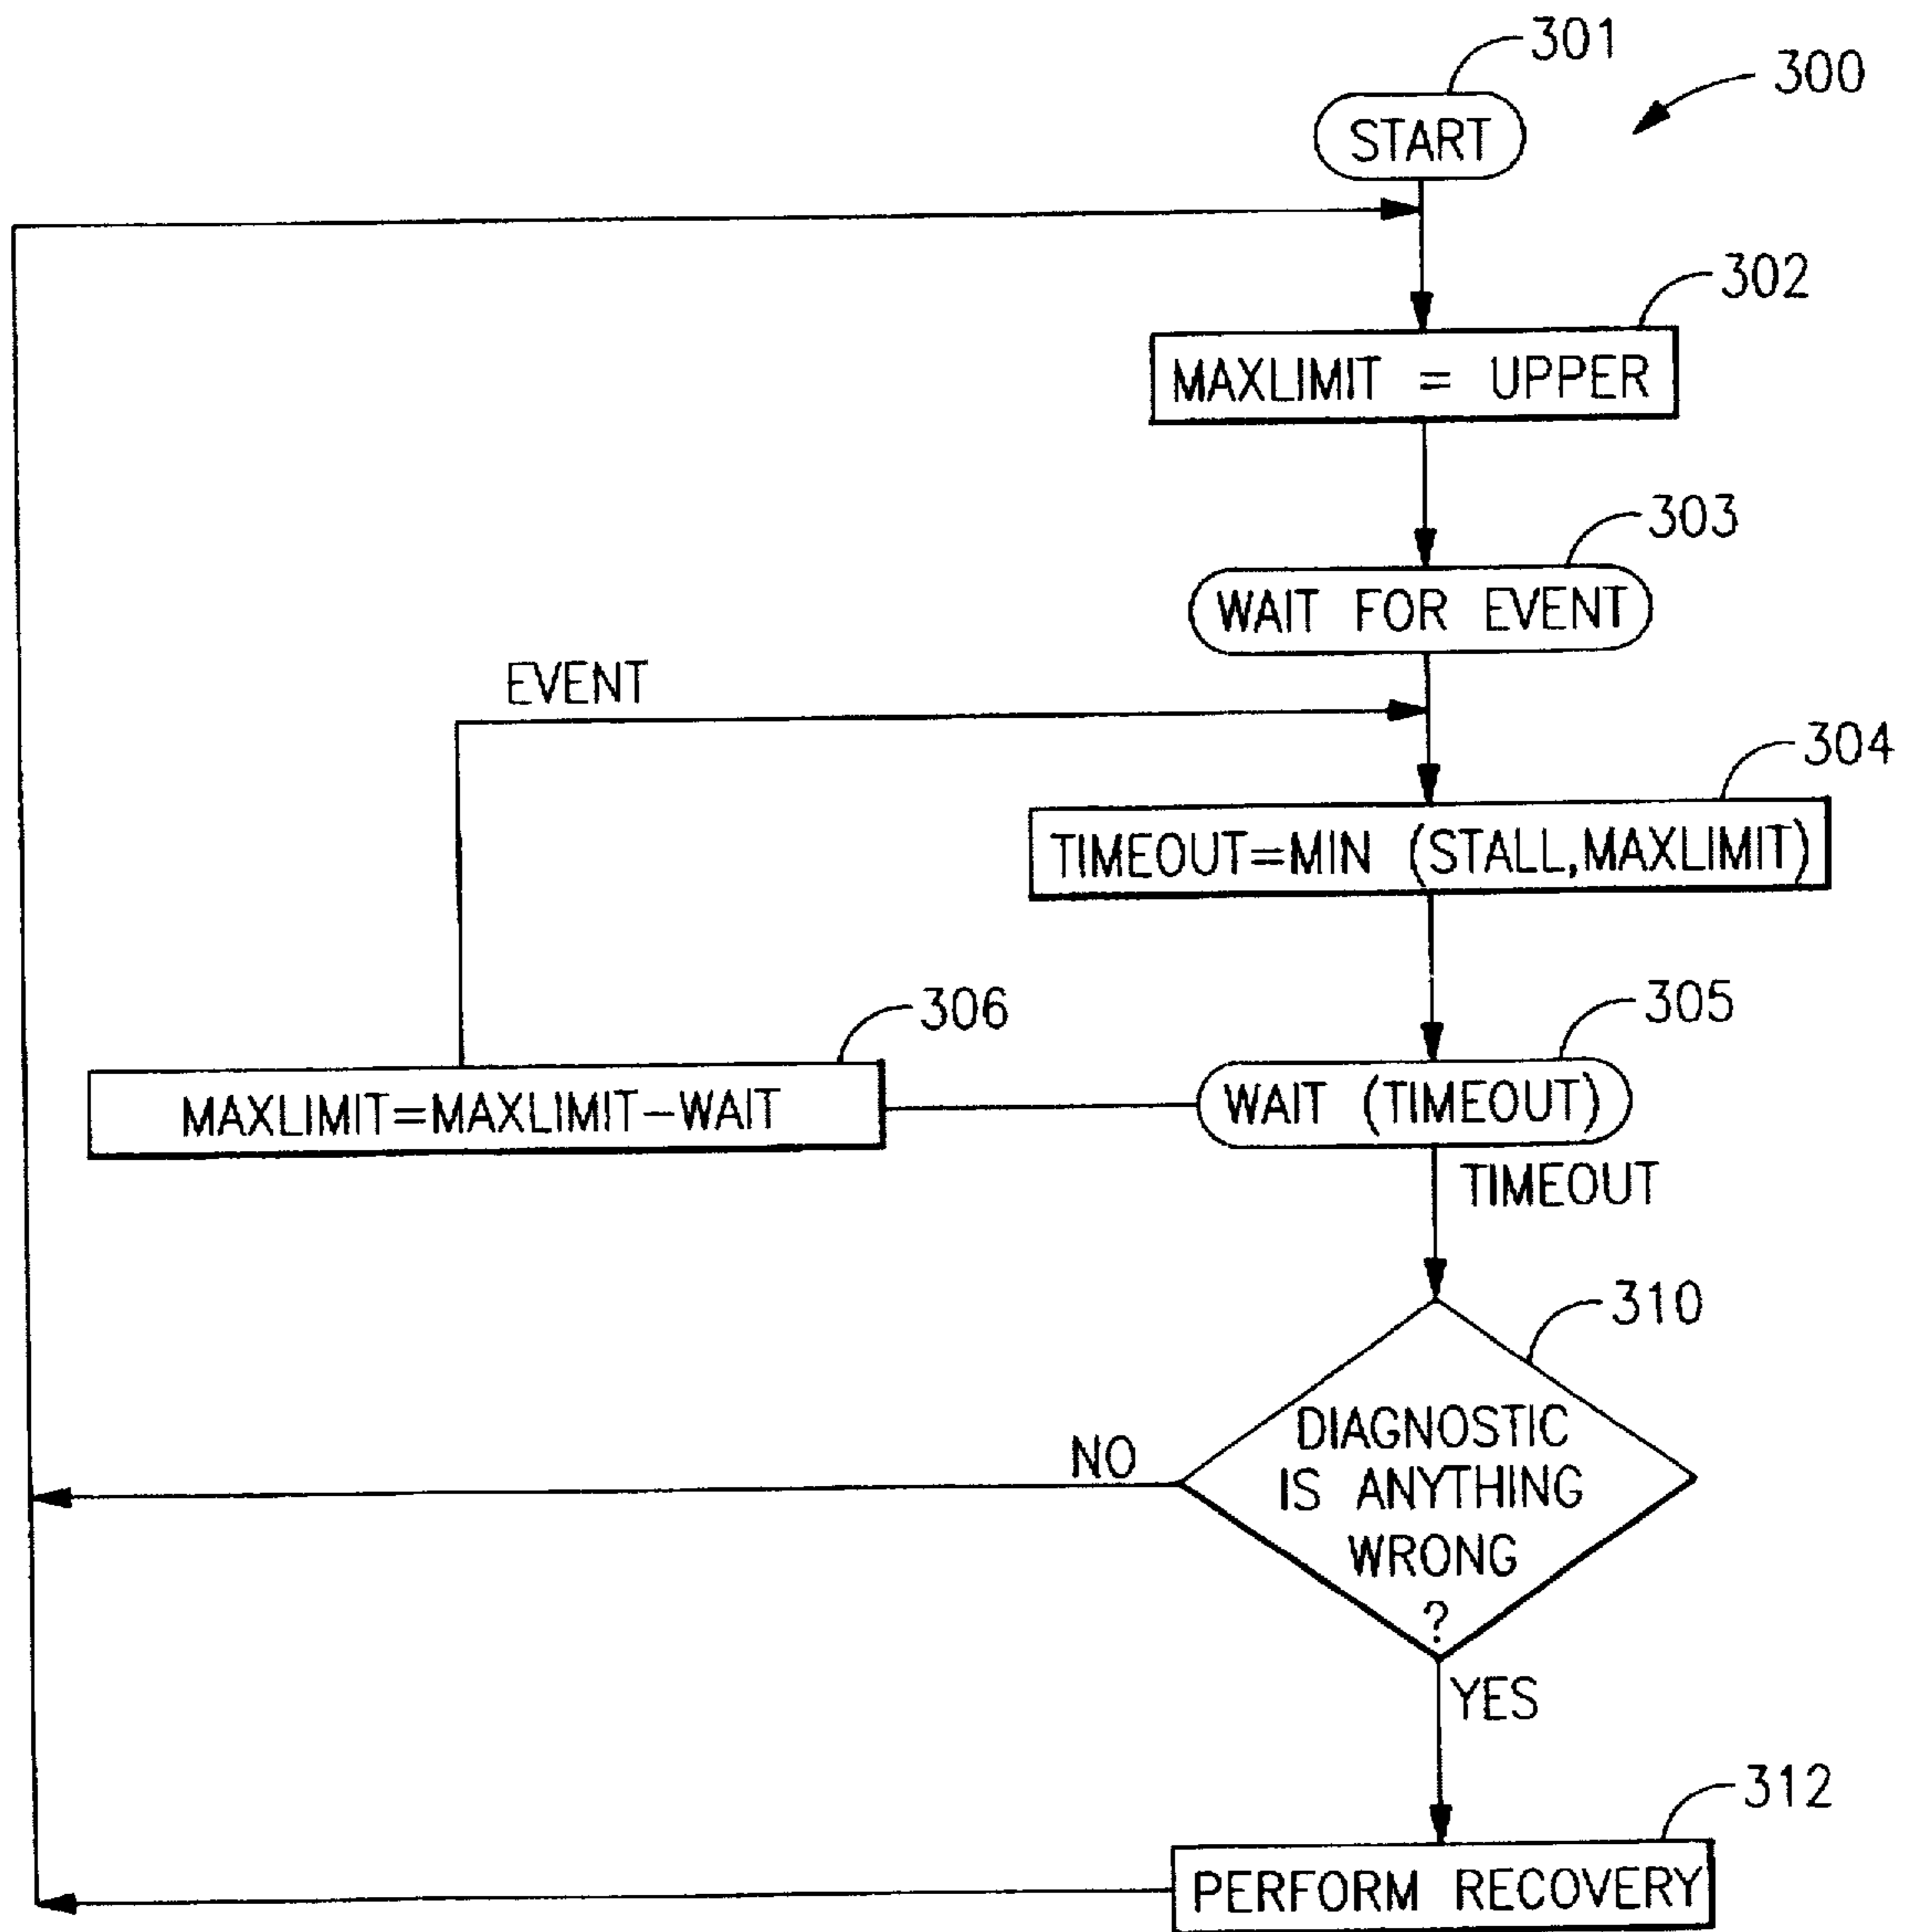 301
300
START
302
MAXLIMIT = UPPER
303
WAIT FOR EVENT
EVENT
304
TIMEOUT=MIN (STALL,MAXLIMIT)
306
305
MAXLIMIT=MAXLIMIT-WAIT
WAIT (TIMEOUT)
TIMEOUT
310
DIAGNOSTIC
IS ANYTHING
WRONG
?
NO
YES
312
PERFORM RECOVERY